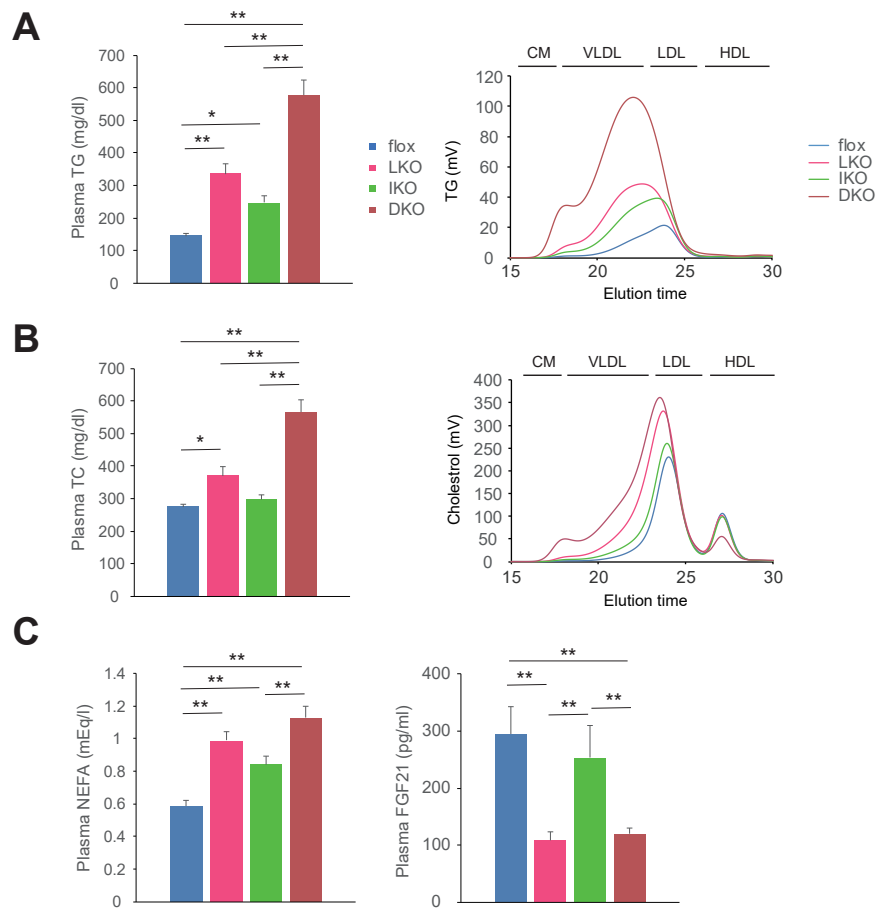 A
Plasma TG (mg/dl)
700
600
500
400
300
200
100
0
**
**
**
*
**
flox
LKO
IKO
DKO
CM VLDL LDL HDL
TG (mV)
120
100
80
60
40
20
0
15 20 25 30
Elution time
flox
LKO
IKO
DKO
B
Plasma TC (mg/dl)
700
600
500
400
300
200
100
0
**
**
**
*
CM VLDL LDL HDL
Cholestrol (mV)
400
350
300
250
200
150
100
50
0
15 20 25 30
Elution time
C
Plasma NEFA (mEq/l)
1.4
1.2
1
0.8
0.6
0.4
0.2
0
**
**
**
**
Plasma FGF21 (pg/ml)
400
300
200
100
0
**
**
**
**